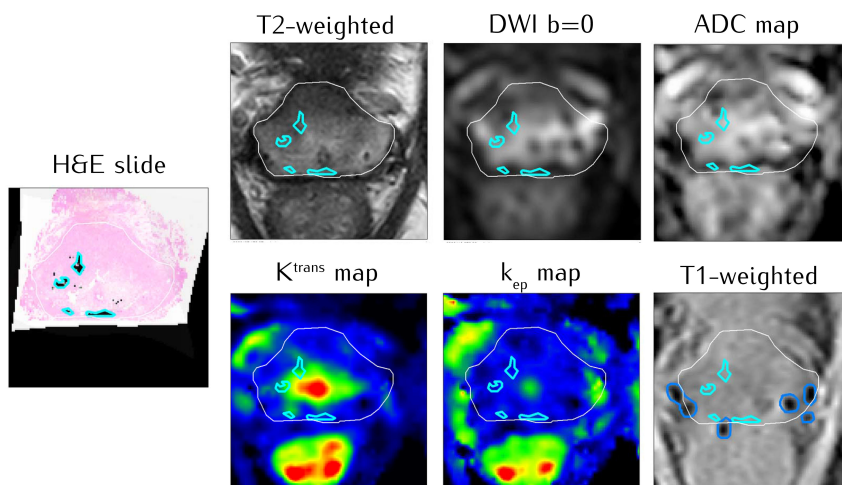 T2-weighted
DWI b=0
ADC map
H&E slide
K^trans map
k_ep map
T1-weighted